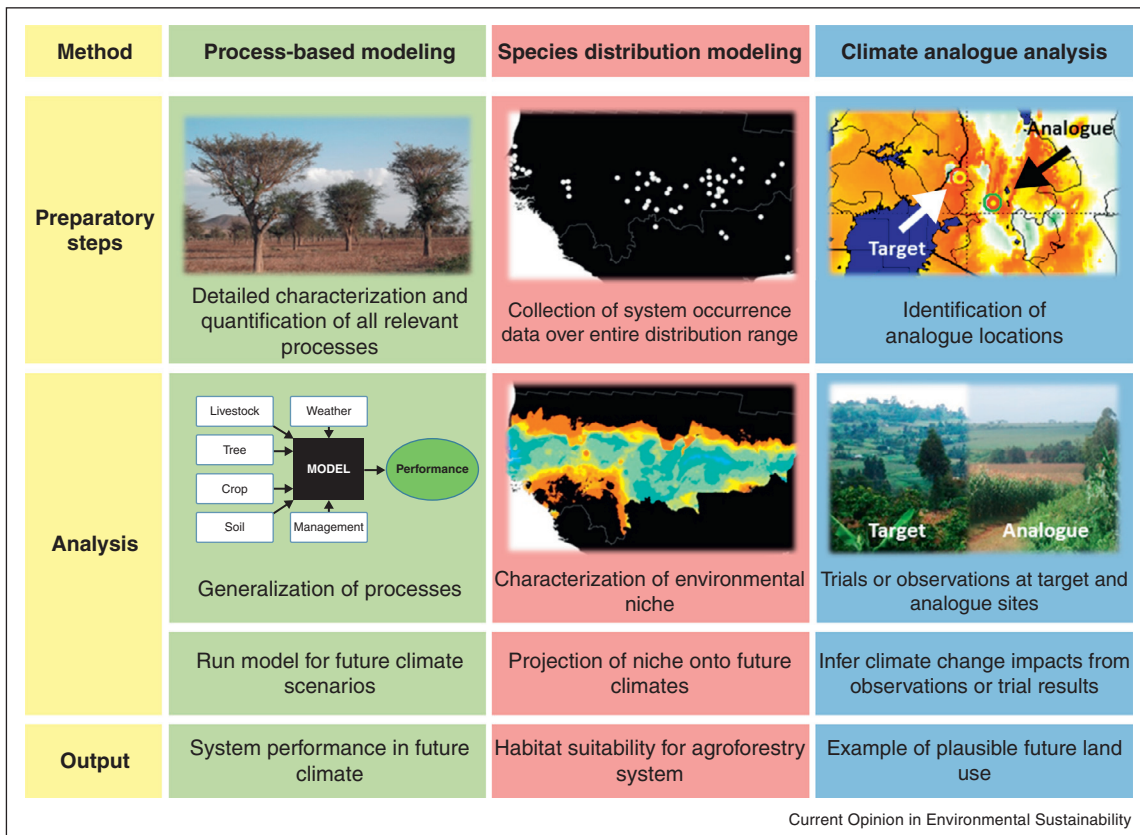 Method
Process-based modeling
Species distribution modeling
Climate analogue analysis
Preparatory
steps
Detailed characterization and
quantification of all relevant
processes
Collection of system occurrence
data over entire distribution range
Analogue
Target
Identification of
analogue locations
Analysis
Livestock
Weather
Tree
MODEL
Performance
Crop
Soil
Management
Generalization of processes
Characterization of environmental
niche
Target
Analogue
Trials or observations at target and
analogue sites
Run model for future climate
scenarios
Projection of niche onto future
climates
Infer climate change impacts from
observations or trial results
Output
System performance in future
climate
Habitat suitability for agroforestry
system
Example of plausible future land
use
Current Opinion in Environmental Sustainability